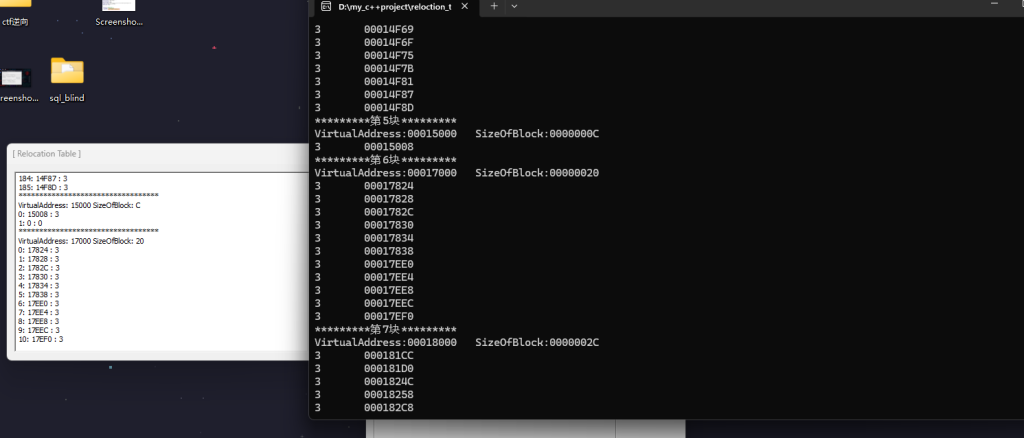 ctf逆向
Screensho...
reensho...
sql_blind
[ Relocation Table ]
184: 14F87 : 3
185: 14F8D : 3
***********************************
VirtualAddress: 15000 SizeOfBlock: C
0: 15008 : 3
1: 0 : 0
***********************************
VirtualAddress: 17000 SizeOfBlock: 20
0: 17824 : 3
1: 17828 : 3
2: 1782C : 3
3: 17830 : 3
4: 17834 : 3
5: 17838 : 3
6: 17EE0 : 3
7: 17EE4 : 3
8: 17EE8 : 3
9: 17EEC : 3
10: 17EF0 : 3
D:\my_c++project\reloction_t
3 00014F69
3 00014F6F
3 00014F75
3 00014F7B
3 00014F81
3 00014F87
3 00014F8D
*********第5块*********
VirtualAddress:00015000 SizeOfBlock:0000000C
3 00015008
*********第6块*********
VirtualAddress:00017000 SizeOfBlock:00000020
3 00017824
3 00017828
3 0001782C
3 00017830
3 00017834
3 00017838
3 00017EE0
3 00017EE4
3 00017EE8
3 00017EEC
3 00017EF0
*********第7块*********
VirtualAddress:00018000 SizeOfBlock:0000002C
3 000181CC
3 000181D0
3 0001824C
3 00018258
3 000182C8